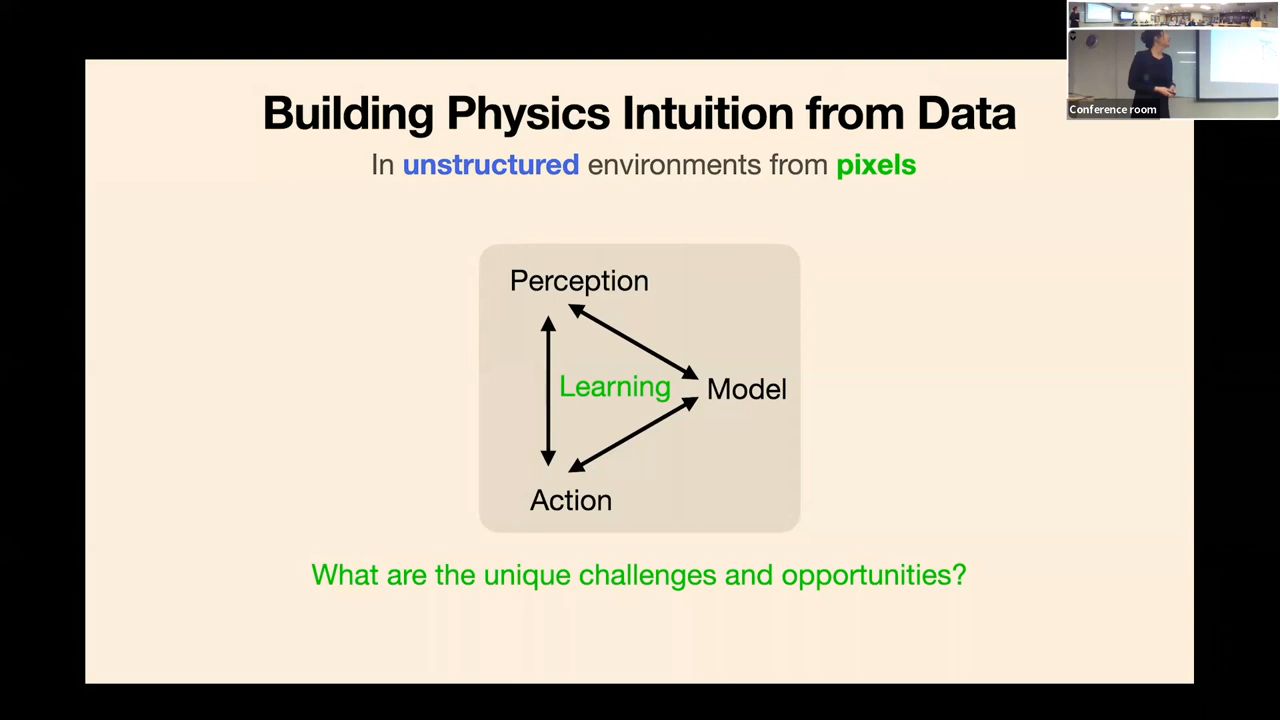 Building Physics Intuition from Data
In unstructured environments from pixels
Conference room
Perception
Learning
Model
Action
What are the unique challenges and opportunities?